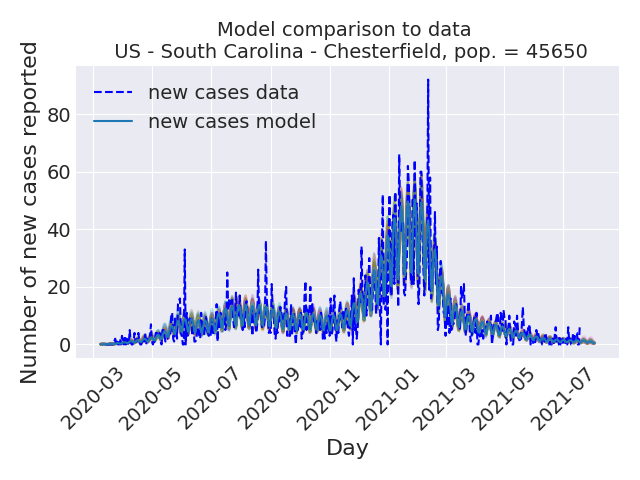 Model comparison to data
US - South Carolina - Chesterfield, pop. = 45650
Number of new cases reported
new cases data
new cases model
80
60
40
20
0
2020-03
2020-05
2020-07
2020-09
2020-11
2021-01
2021-03
2021-05
2021-07
Day